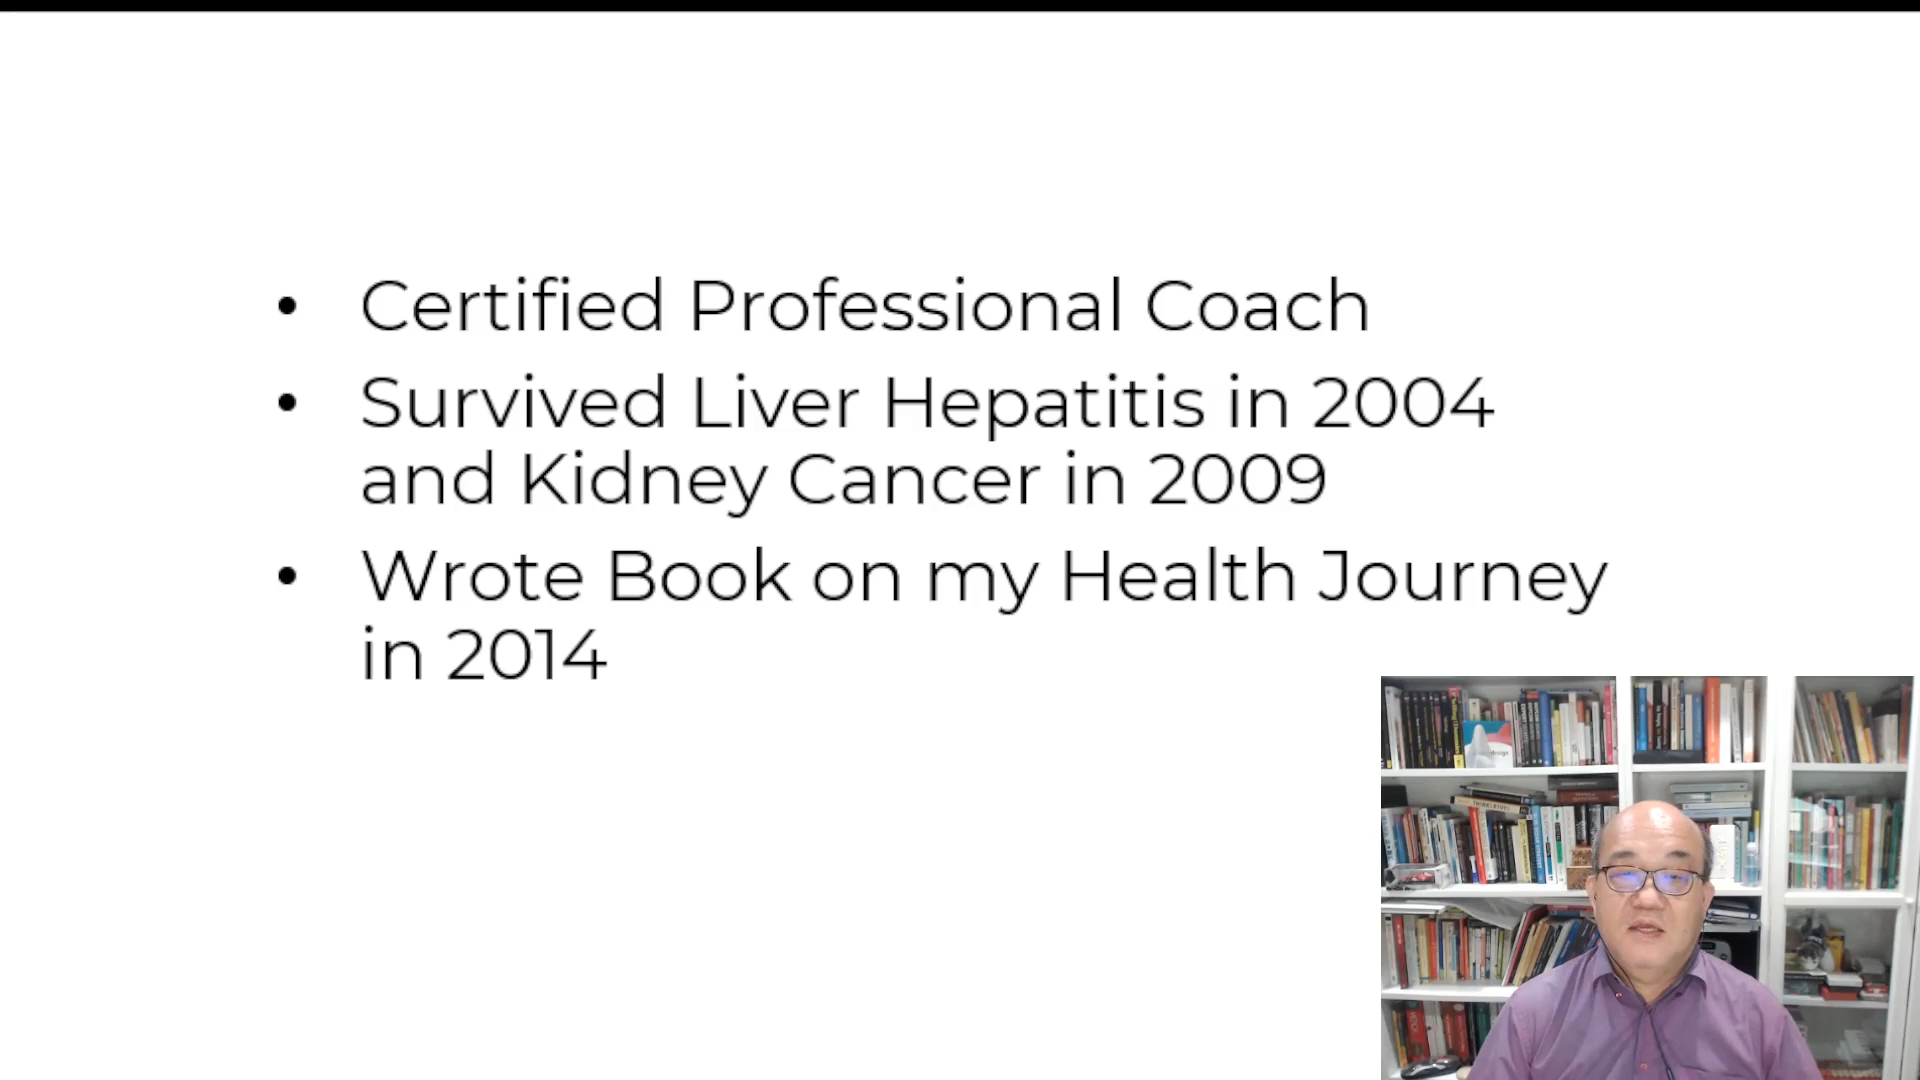 • Certified Professional Coach
• Survived Liver Hepatitis in 2004
and Kidney Cancer in 2009
• Wrote Book on my Health Journey
in 2014